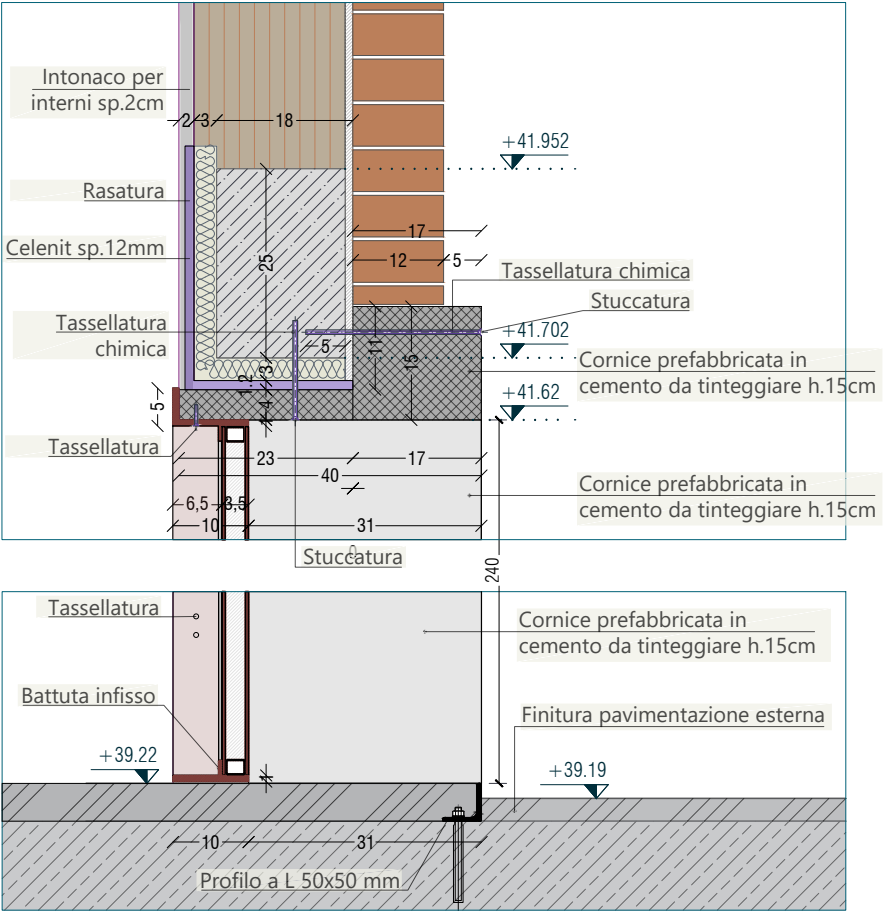 Intonaco per
interni sp.2cm
2
3
18
+41.952
Rasatura
17
Celenit sp.12mm
25
12
5
Tassellatura chimica
Stuccatura
Tassellatura
chimica
+41.702
5
11
15
Cornice prefabbricata in
cemento da tinteggiare h.15cm
3
1.2
4
+41.62
5
1
Tassellatura
23
17
40
Cornice prefabbricata in
cemento da tinteggiare h.15cm
6,5
3,5
10
31
0
Stuccatura
240
Tassellatura
Cornice prefabbricata in
cemento da tinteggiare h.15cm
Battuta infisso
Finitura pavimentazione esterna
+39.22
+39.19
1
10
31
Profilo a L 50x50 mm